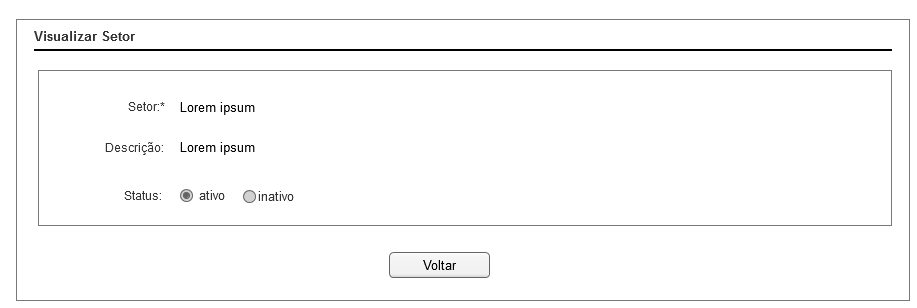 Visualizar Setor
Setor:* Lorem ipsum
Descrição: Lorem ipsum
Status: ativo inativo
Voltar